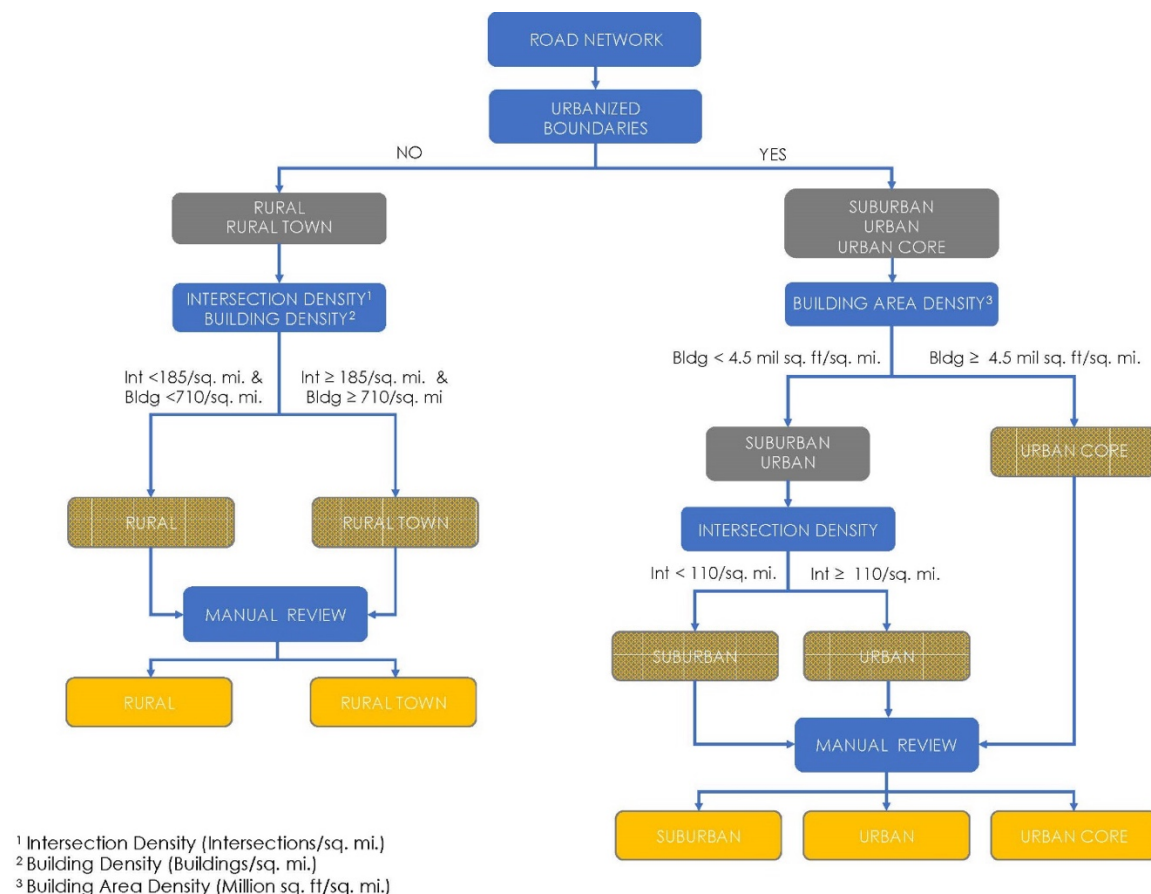 ROAD NETWORK
URBANIZED
BOUNDARIES
NO
YES
RURAL
RURAL TOWN
SUBURBAN
URBAN
URBAN CORE
INTERSECTION DENSITY¹
BUILDING DENSITY²
BUILDING AREA DENSITY³
Int <185/sq. mi. &
Bldg <710/sq. mi.
Int ≥ 185/sq. mi. &
Bldg ≥ 710/sq. mi
Bldg < 4.5 mil sq. ft/sq. mi.
Bldg ≥ 4.5 mil sq. ft/sq. mi.
SUBURBAN
URBAN
URBAN CORE
RURAL
RURAL TOWN
INTERSECTION DENSITY
Int < 110/sq. mi.
Int ≥ 110/sq. mi.
MANUAL REVIEW
SUBURBAN
URBAN
RURAL
RURAL TOWN
MANUAL REVIEW
SUBURBAN
URBAN
URBAN CORE
¹ Intersection Density (Intersections/sq. mi.)
² Building Density (Buildings/sq. mi.)
³ Building Area Density (Million sq. ft/sq. mi.)